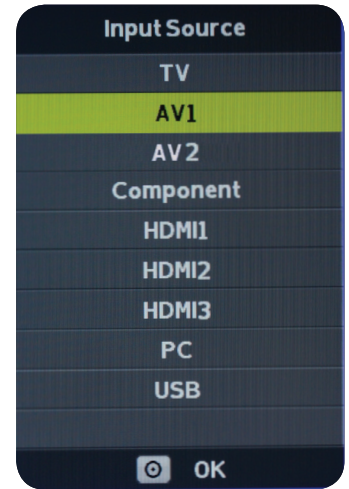 Input Source
TV
AV1
AV2
Component
HDMI1
HDMI2
HDMI3
PC
USB
OK